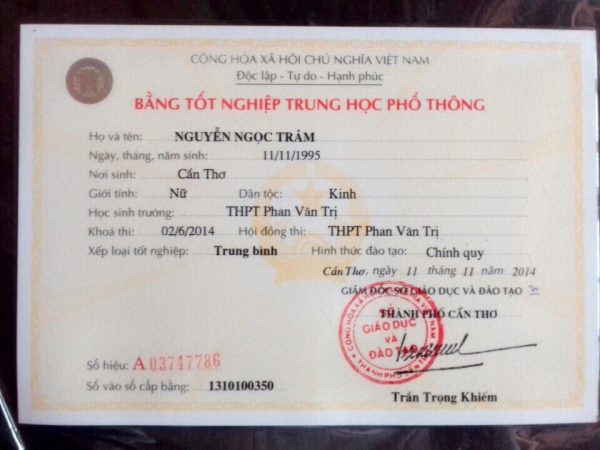 CỘNG HÒA XÃ HỘI CHỦ NGHĨA VIỆT NAM
Độc lập - Tự do - Hạnh phúc
BẰNG TỐT NGHIỆP TRUNG HỌC PHỔ THÔNG
Họ và tên: NGUYỄN NGỌC TRÂM
Ngày, tháng, năm sinh: 11/11/1995
Nơi sinh: Cần Thơ
Giới tính: Nữ Dân tộc: Kinh
Học sinh trường: THPT Phan Văn Trị
Khoá thi: 02/6/2014 Hội đồng thi: THPT Phan Văn Trị
Xếp loại tốt nghiệp: Trung bình Hình thức đào tạo: Chính quy
Cần Thơ, ngày 11 tháng 11 năm 2014
GIÁM ĐỐC SỞ GIÁO DỤC VÀ ĐÀO TẠO
THÀNH PHỐ CẦN THƠ
SỞ
GIÁO DỤC
VÀ
ĐÀO TẠO
Số hiệu: A 03747786
Số vào sổ cấp bằng: 1310100350
Trần Trọng Khiếm